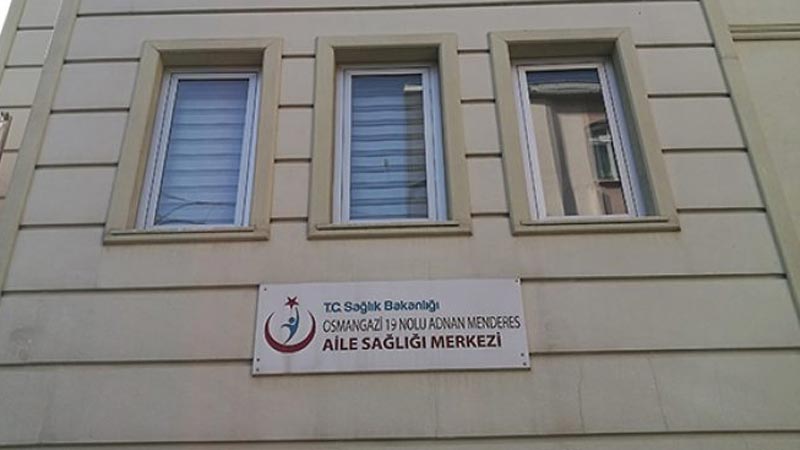 T.C. Sağlık Bakanlığı
OSMANGAZİ 19 NOLU ADNAN MENDERES
AİLE SAĞLIĞI MERKEZİ